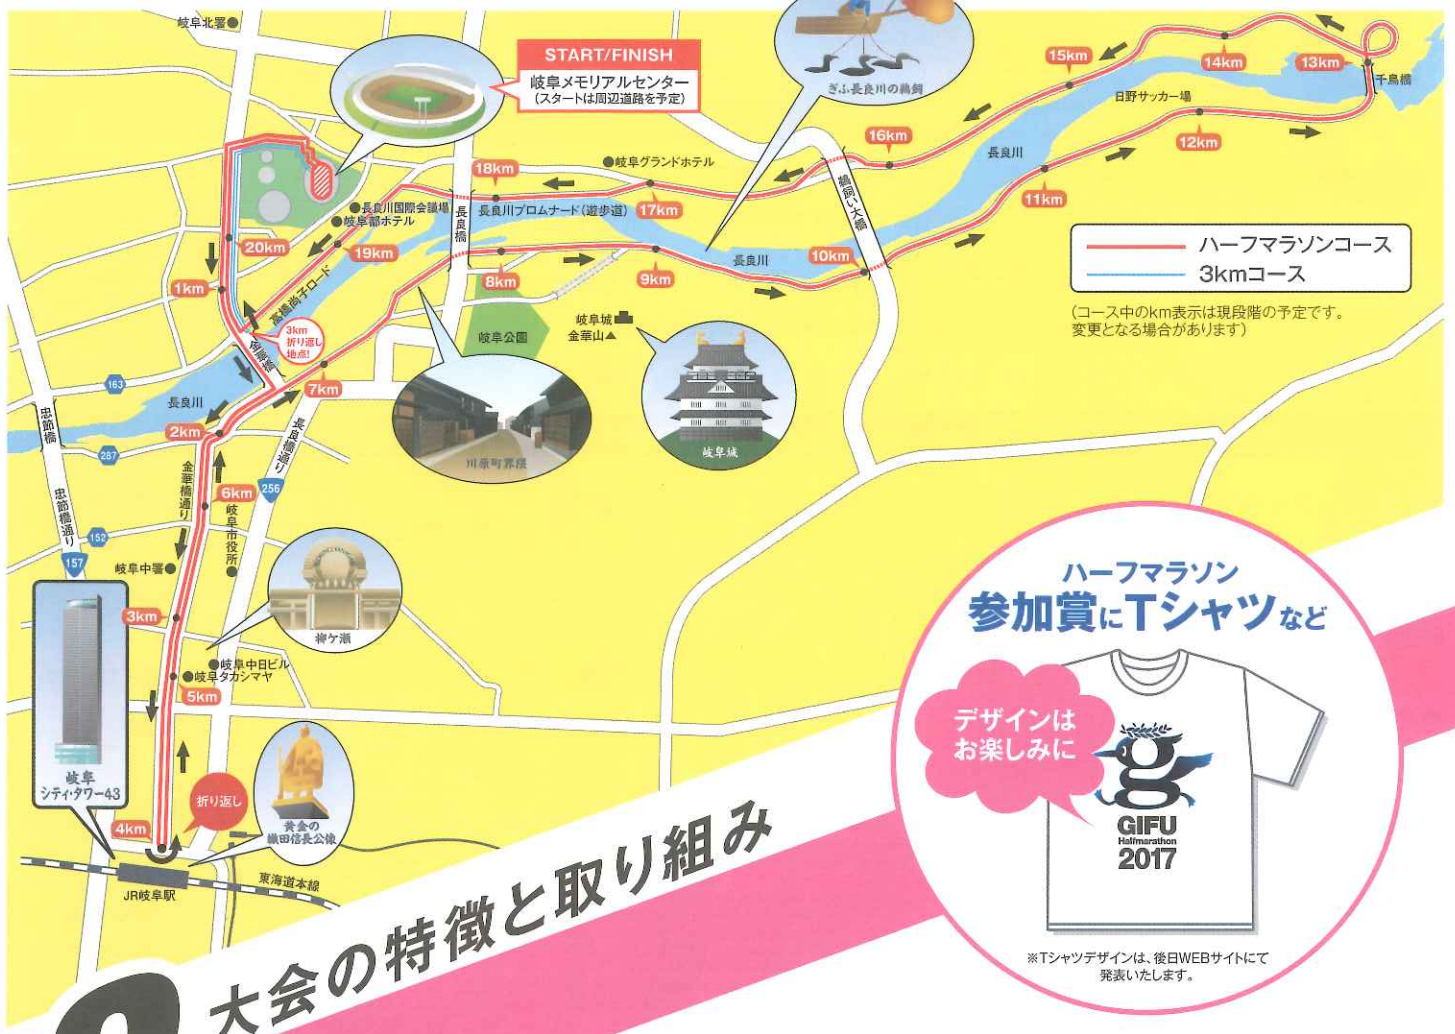 岐阜北署
START/FINISH
岐阜メモリアルセンター
(スタートは周辺道路を予定)
ぎふ長良川の鵜飼
15km
14km
13km
千鳥橋
日野サッカー場
12km
16km
長良川
11km
岐阜グランドホテル
鵜飼い大橋
18km
長良川国際会議場
岐阜都ホテル
長良橋
長良川プロムナード(遊歩道)
17km
20km
19km
1km
高橋尚子ロード
8km
9km
長良川
10km
ハーフマラソンコース
3kmコース
(コース中のkm表示は現段階の予定です。
変更となる場合があります)
3km
折り返し
地点!
金華橋
岐阜公園
岐阜城
金華山
7km
163
長良川
忠節橋
2km
287
長良橋通り
川原町界隈
岐阜城
金華橋通り
6km
256
忠節橋通り
152
157
岐阜市役所
岐阜中署
3km
柳ケ瀬
岐阜中日ビル
岐阜タカシマヤ
5km
岐阜
シティ・タワー43
折り返し
4km
黄金の
織田信長公像
JR岐阜駅
東海道本線
大会の特徴と取り組み
ハーフマラソン
参加賞にTシャツなど
デザインは
お楽しみに
g
GIFU
Halfmarathon
2017
※Tシャツデザインは、後日WEBサイトにて
発表いたします。